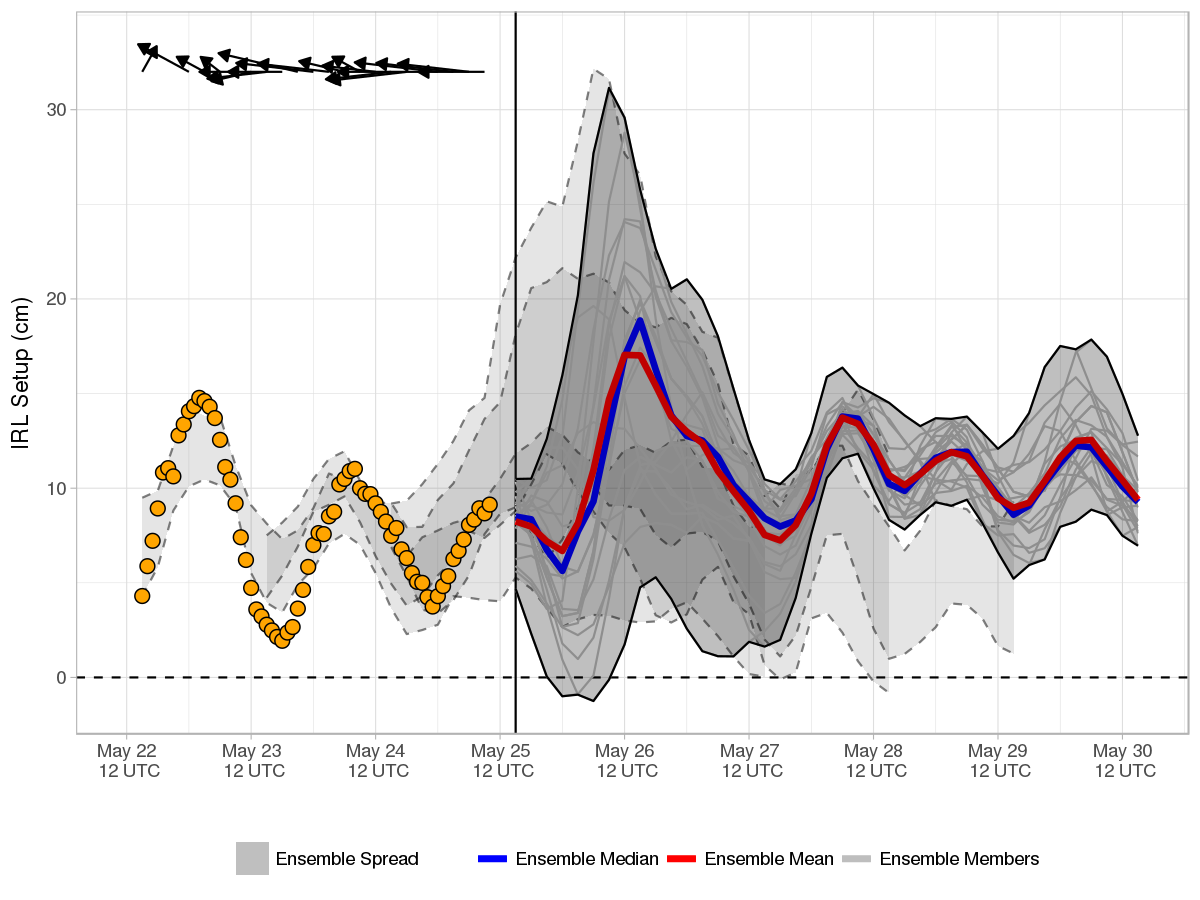 IRL Setup (cm)
30
20
10
0
May 22 May 23 May 24 May 25 May 26 May 27 May 28 May 29 May 30
12 UTC 12 UTC 12 UTC 12 UTC 12 UTC 12 UTC 12 UTC 12 UTC 12 UTC
Ensemble Spread Ensemble Median Ensemble Mean Ensemble Members